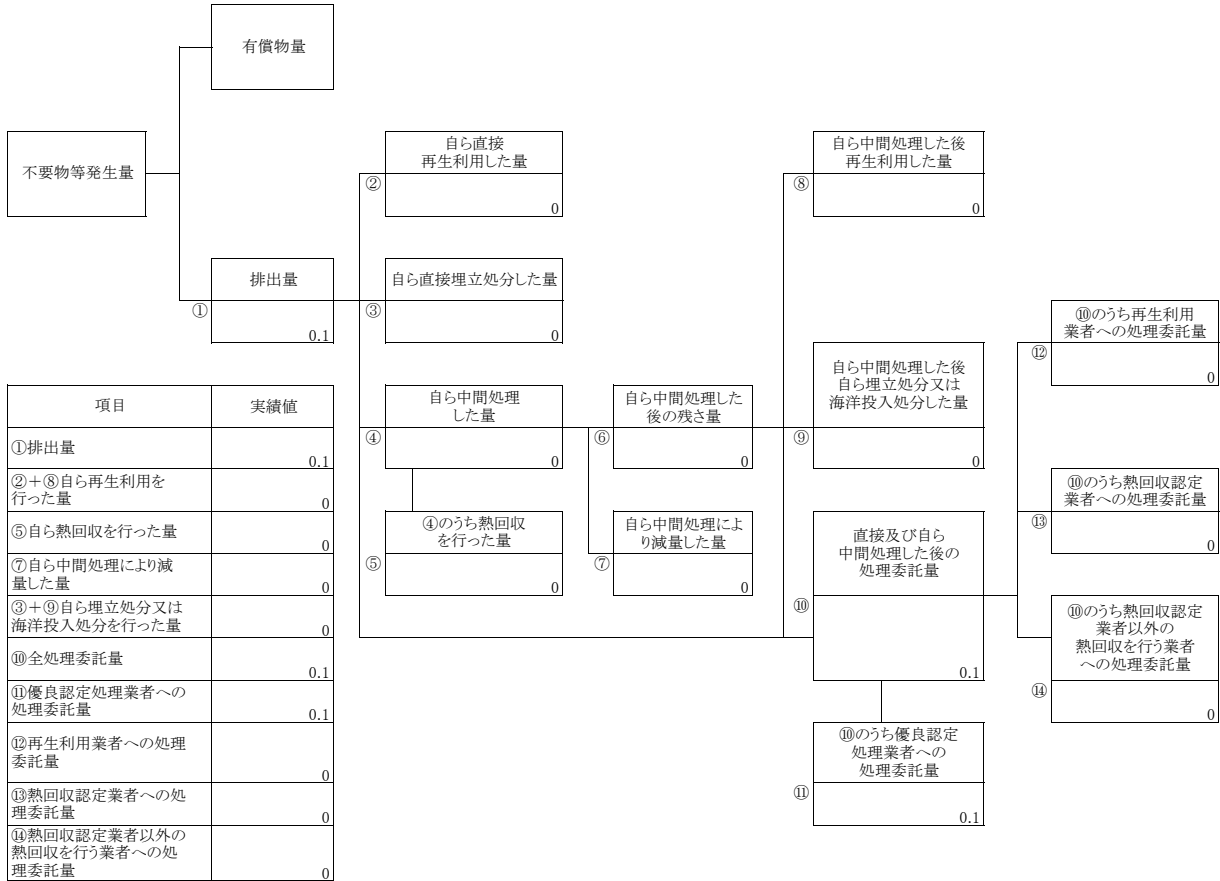 有償物量
不要物等発生量
自ら直接
再生利用した量
②
0
自ら中間処理した後
再生利用した量
⑧
0
排出量
①
0.1
自ら直接埋立処分した量
③
0
⑩のうち再生利用
業者への処理委託量
⑫
0
自ら中間処理
した量
④
0
自ら中間処理した
後の残さ量
⑥
0
自ら中間処理した後
自ら埋立処分又は
海洋投入処分した量
⑨
0
⑩のうち熱回収認定
業者への処理委託量
⑬
0
④のうち熱回収
を行った量
⑤
0
自ら中間処理によ
り減量した量
⑦
0
直接及び自ら
中間処理した後の
処理委託量
⑩
0.1
⑩のうち熱回収認定
業者以外の
熱回収を行う業者
への処理委託量
⑭
0
⑩のうち優良認定
処理業者への
処理委託量
⑪
0.1
項目 実績値
①排出量
0.1
②＋⑧自ら再生利用を
行った量
0
⑤自ら熱回収を行った量
0
⑦自ら中間処理により減
量した量
0
③＋⑨自ら埋立処分又は
海洋投入処分を行った量
0
⑩全処理委託量
0.1
⑪優良認定処理業者への
処理委託量
0.1
⑫再生利用業者への処理
委託量
0
⑬熱回収認定業者への処
理委託量
0
⑭熱回収認定業者以外の
熱回収を行う業者への処
理委託量
0